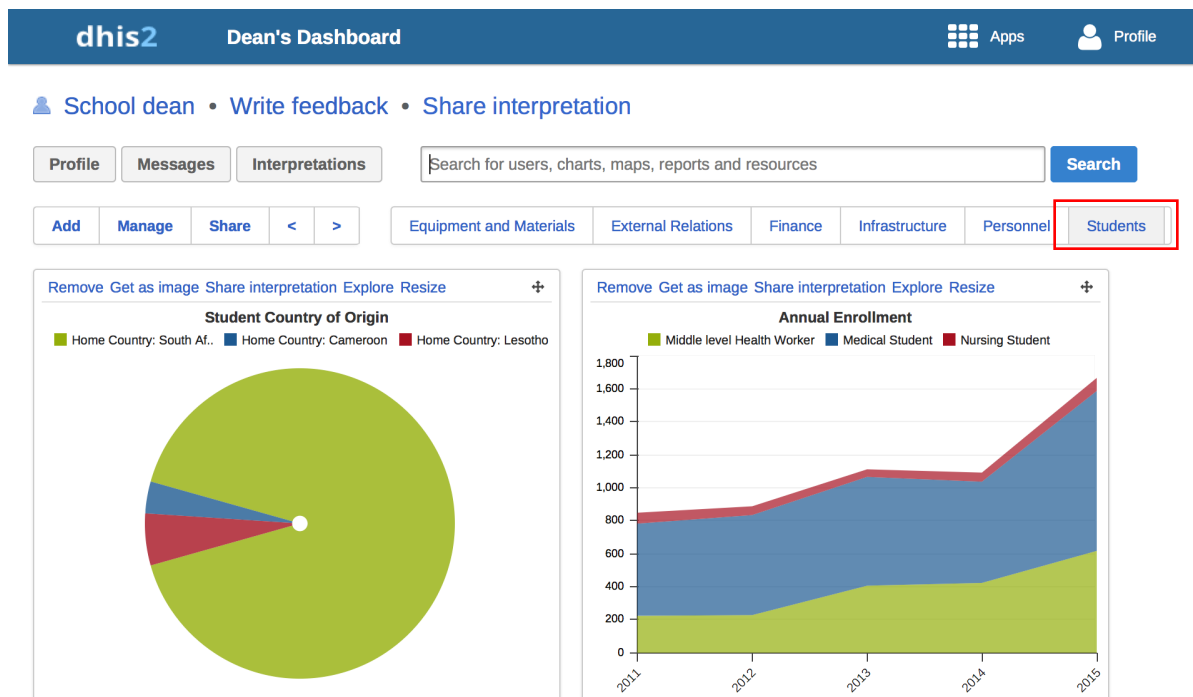 dhis2 Dean's Dashboard Apps Profile
School dean • Write feedback • Share interpretation
Profile Messages Interpretations Search for users, charts, maps, reports and resources Search
Add Manage Share < > Equipment and Materials External Relations Finance Infrastructure Personnel Students
Remove Get as image Share interpretation Explore Resize
Student Country of Origin
Home Country: South Af.. Home Country: Cameroon Home Country: Lesotho
Remove Get as image Share interpretation Explore Resize
Annual Enrollment
Middle level Health Worker Medical Student Nursing Student
1,800
1,600
1,400
1,200
1,000
800
600
400
200
0
2011 2012 2013 2014 2015